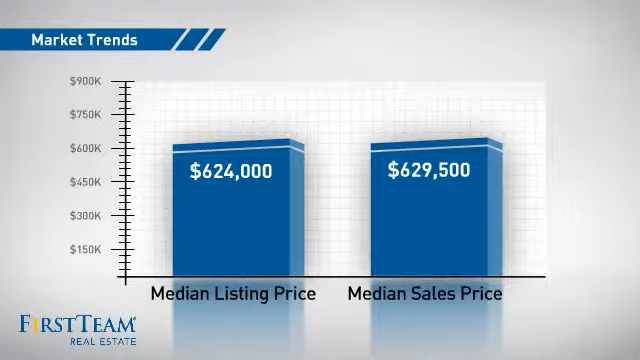 Market Trends
$900K
$750K
$600K
$450K
$300K
$150K
$624,000
$629,500
Median Listing Price
Median Sales Price
FIRSTTEAM®
REAL ESTATE